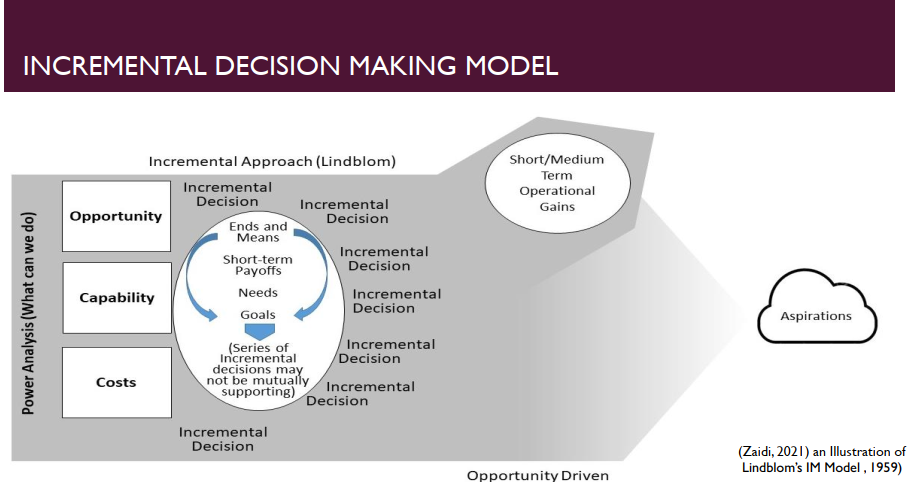 INCREMENTAL DECISION MAKING MODEL
Incremental Approach (Lindblom)
Power Analysis (What can we do)
Opportunity
Capability
Costs
Incremental
Decision
Incremental
Decision
Incremental
Decision
Incremental
Decision
Incremental
Decision
Incremental
Decision
Incremental
Decision
Ends and
Means
Short-term
Payoffs
Needs
Goals
(Series of
Incremental
decisions may
not be mutually
supporting)
Short/Medium
Term
Operational
Gains
Aspirations
Opportunity Driven
(Zaidi, 2021) an Illustration of
Lindblom's IM Model , 1959)